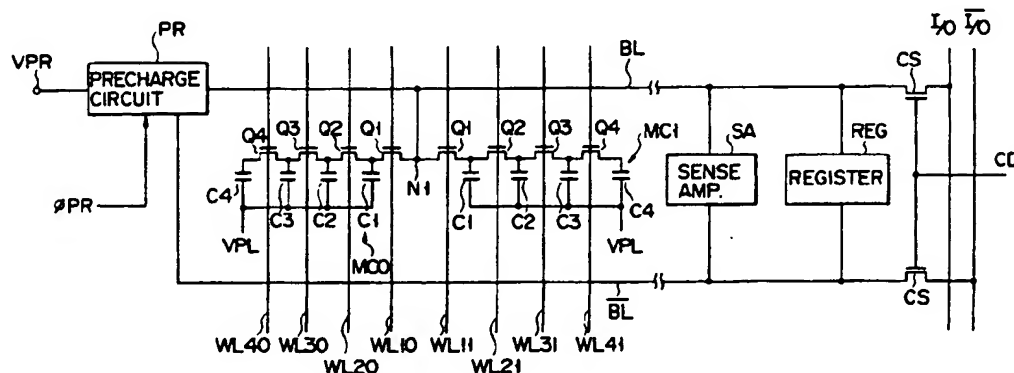 PR
I/O I̅/̅O̅
VPR
PRECHARGE
CIRCUIT
BL
CS
Q4 Q3 Q2 Q1 Q1 Q2 Q3 Q4
MC1
SA
REG
SENSE
AMP.
REGISTER
CD
N1
øPR
C4 C3 C2 C1 C1 C2 C3 C4
VPL
MC0
VPL
B̅L̅
CS
WL40 WL30 WL10 WL11 WL31 WL41
WL20 WL21